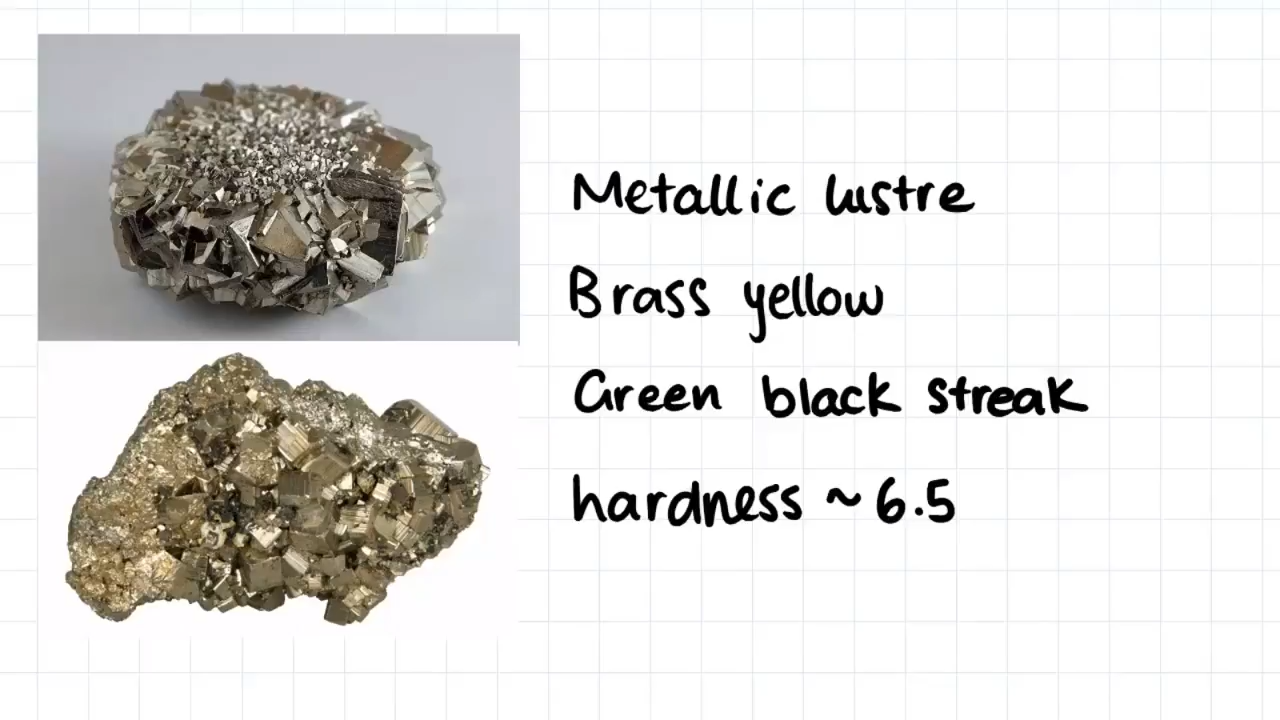 Metallic lustre
Brass yellow
Green black streak
hardness ~ 6.5